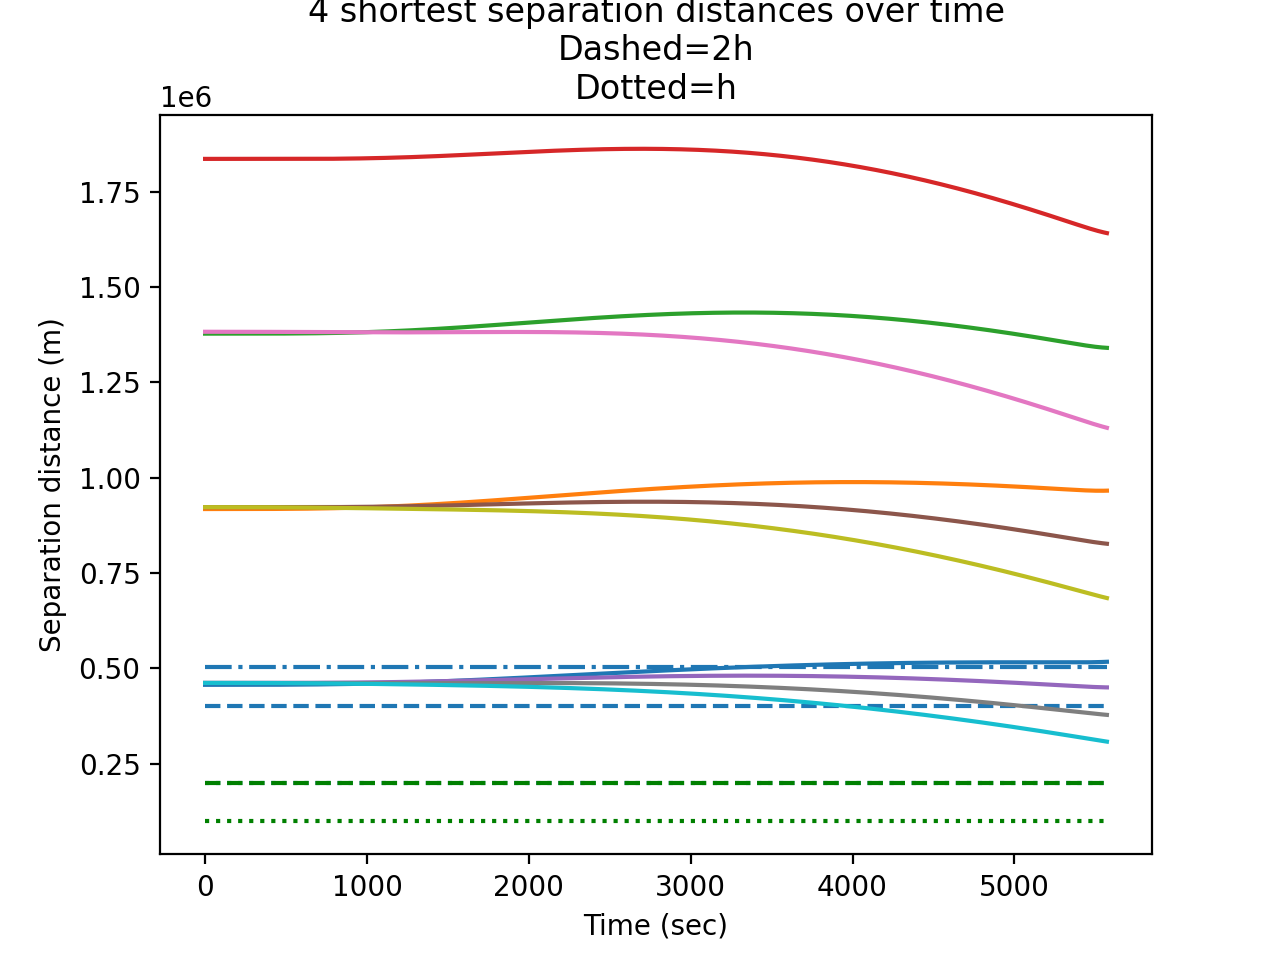 4 shortest separation distances over time
Dashed=2h
Dotted=h
1e6
1.75
1.50
1.25
1.00
0.75
0.50
0.25
Separation distance (m)
0 1000 2000 3000 4000 5000
Time (sec)